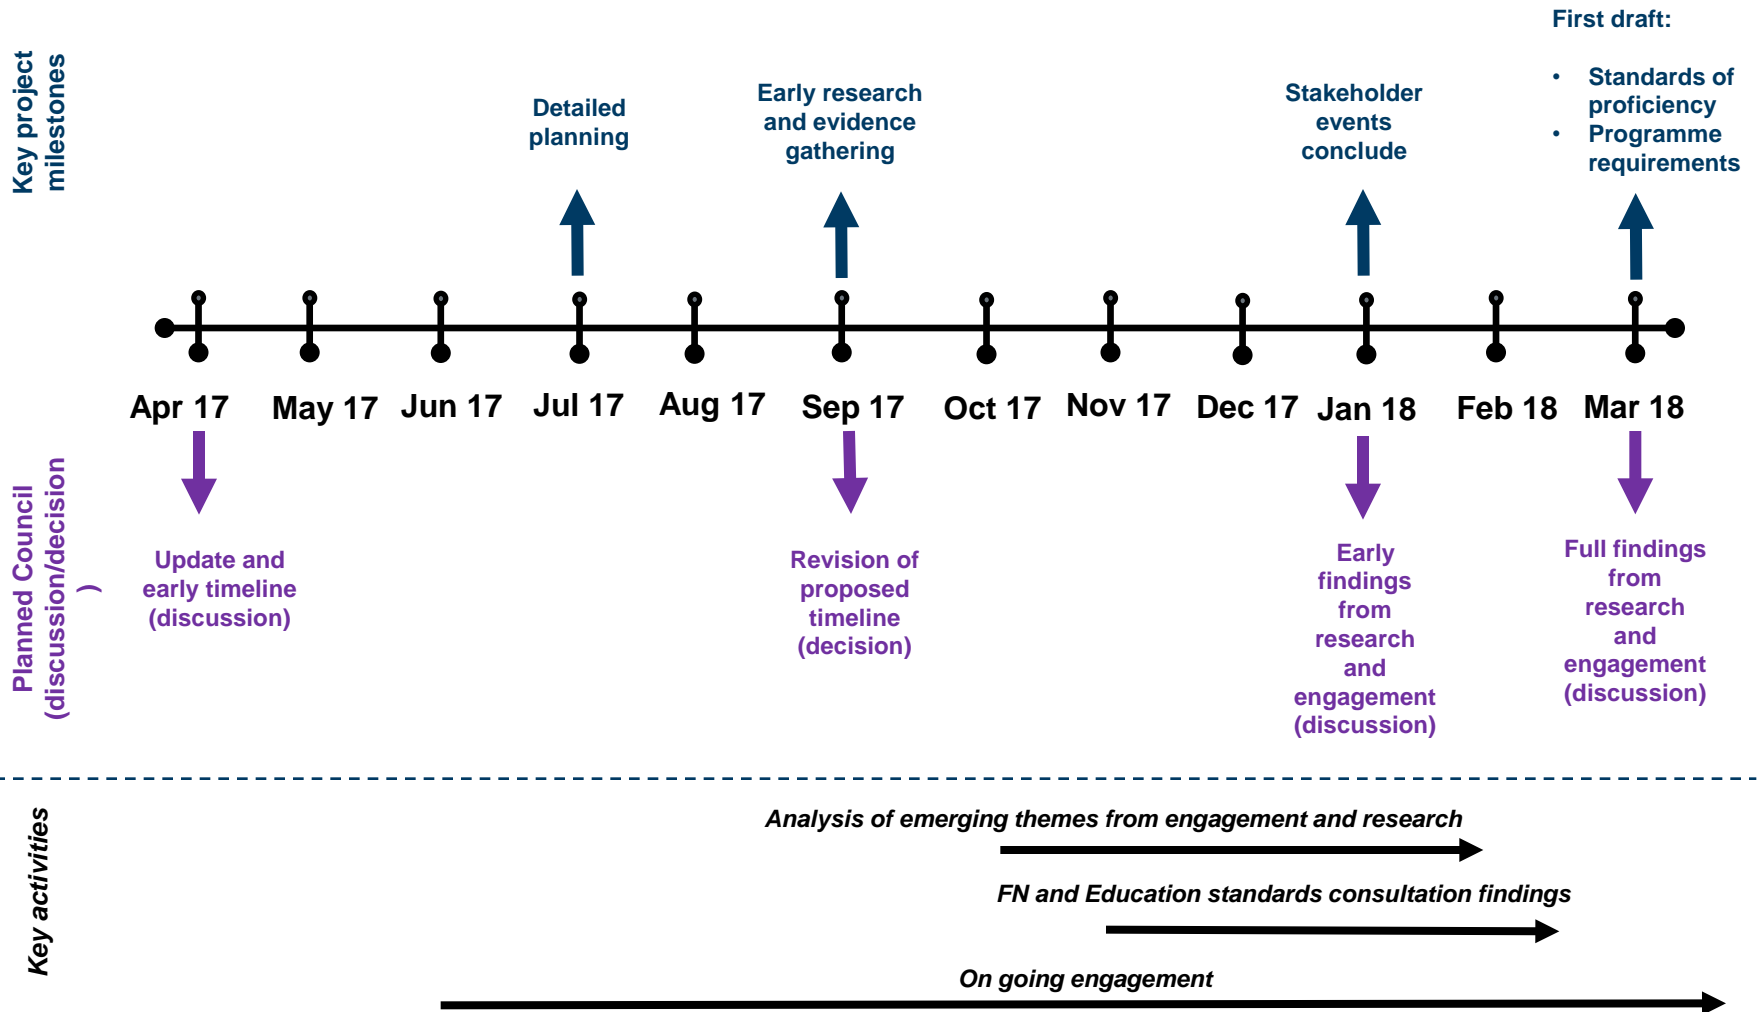 Key project
milestones
Detailed
planning
Early research
and evidence
gathering
Stakeholder
events
conclude
First draft:
• Standards of
proficiency
• Programme
requirements
Apr 17
May 17
Jun 17
Jul 17
Aug 17
Sep 17
Oct 17
Nov 17
Dec 17
Jan 18
Feb 18
Mar 18
Planned Council
(discussion/decision
)
Update and
early timeline
(discussion)
Revision of
proposed
timeline
(decision)
Early
findings
from
research
and
engagement
(discussion)
Full findings
from
research
and
engagement
(discussion)
Key activities
Analysis of emerging themes from engagement and research
FN and Education standards consultation findings
On going engagement